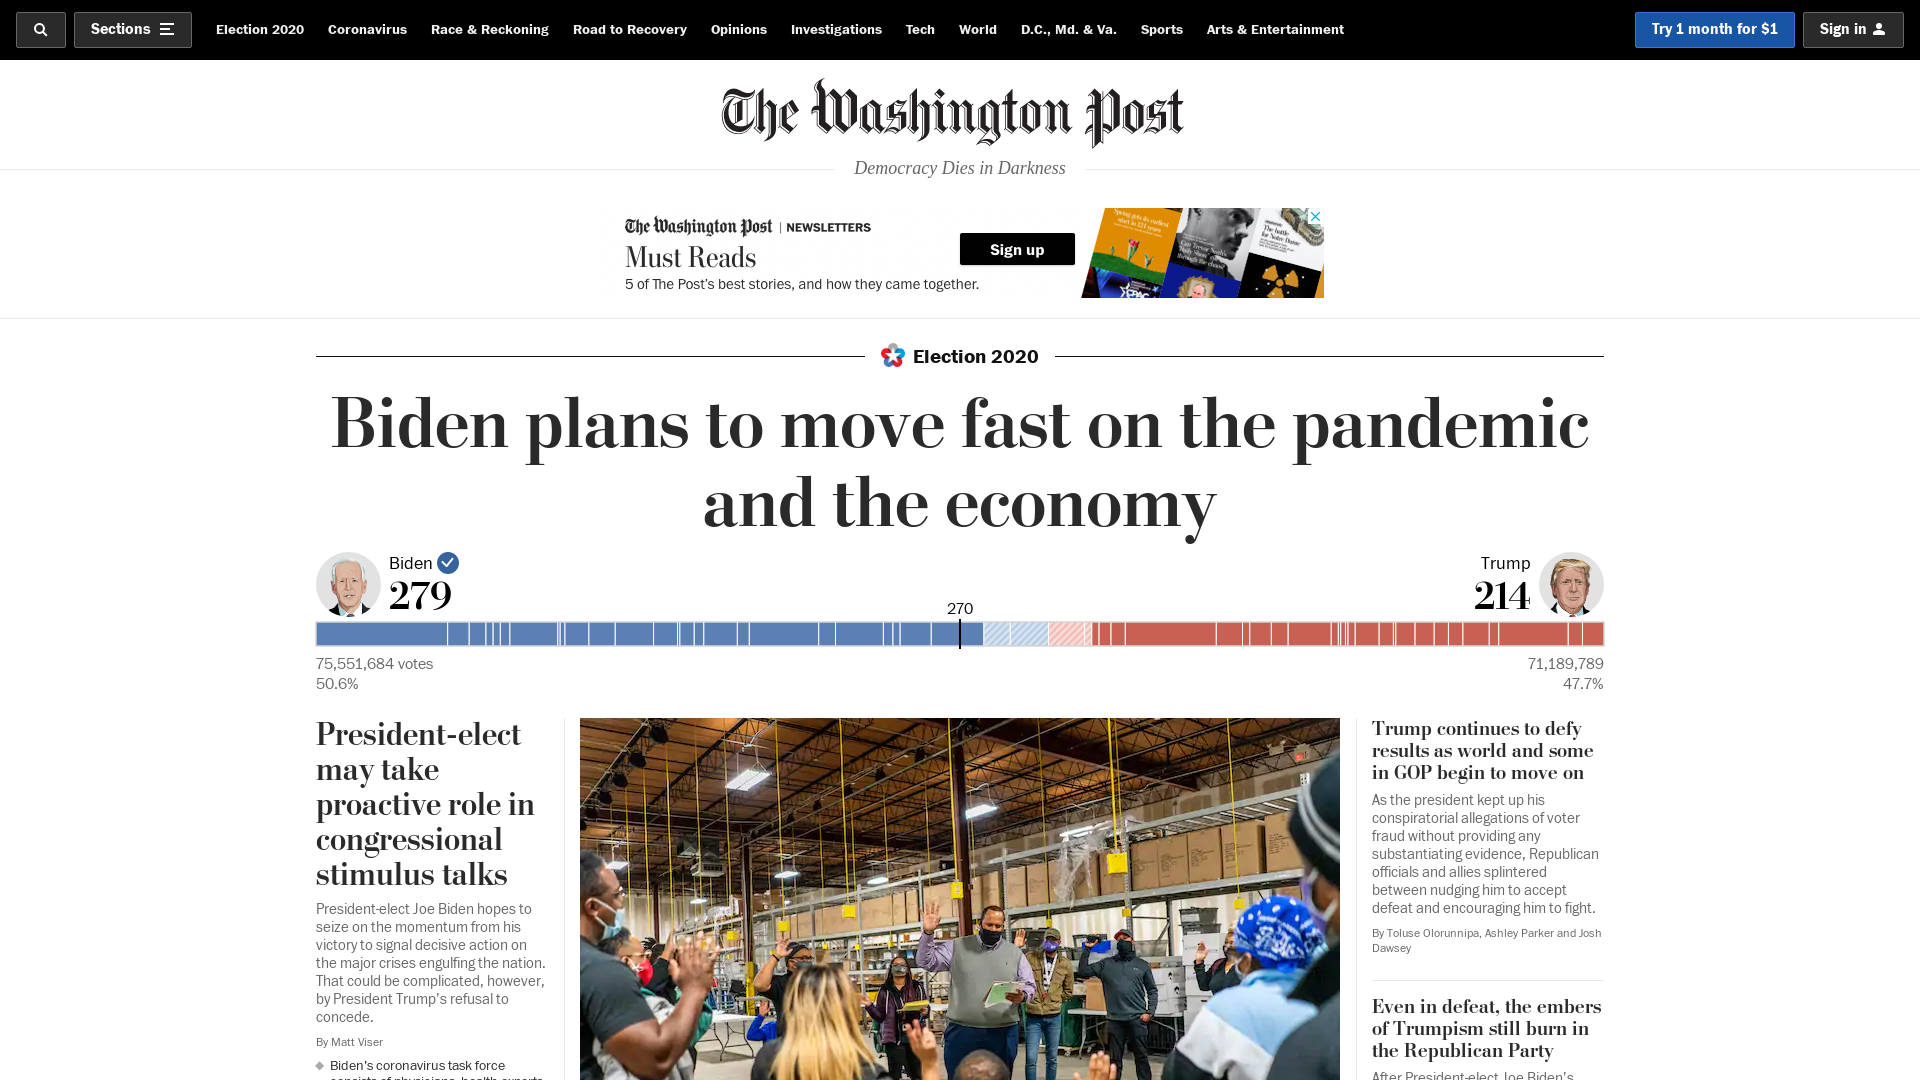 Sections
Election 2020
Coronavirus
Race & Reckoning
Road to Recovery
Opinions
Investigations
Tech
World
D.C., Md. & Va.
Sports
Arts & Entertainment
Try 1 month for $1
Sign in
The Washington Post
Democracy Dies in Darkness
The Washington Post | NEWSLETTERS
Must Reads
5 of The Post's best stories, and how they came together.
Sign up
Election 2020
Biden plans to move fast on the pandemic
and the economy
Biden
279
Trump
214
270
75,551,684 votes
50.6%
71,189,789
47.7%
President-elect
may take
proactive role in
congressional
stimulus talks
President-elect Joe Biden hopes to
seize on the momentum from his
victory to signal decisive action on
the major crises engulfing the nation.
That could be complicated, however,
by President Trump's refusal to
concede.
By Matt Viser
Biden's coronavirus task force
consists of physicians, health experts
Trump continues to defy
results as world and some
in GOP begin to move on
As the president kept up his
conspiratorial allegations of voter
fraud without providing any
substantiating evidence, Republican
officials and allies splintered
between nudging him to accept
defeat and encouraging him to fight.
By Toluse Olorunnipa, Ashley Parker and Josh
Dawsey
Even in defeat, the embers
of Trumpism still burn in
the Republican Party
After President-elect Joe Biden's